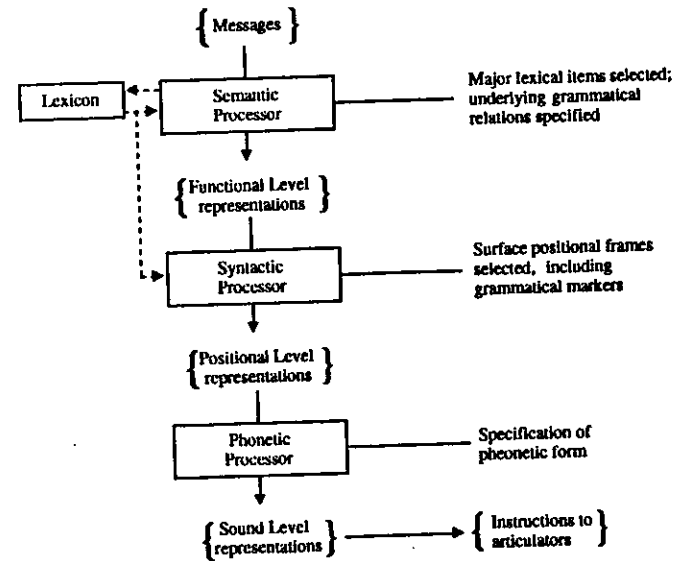 { Messages }
Lexicon
Semantic
Processor
Major lexical items selected;
underlying grammatical
relations specified
{ Functional Level
representations }
Syntactic
Processor
Surface positional frames
selected, including
grammatical markers
{ Positional Level
representations }
Phonetic
Processor
Specification of
pheonetic form
{ Sound Level
representations }
{ Instructions to
articulators }